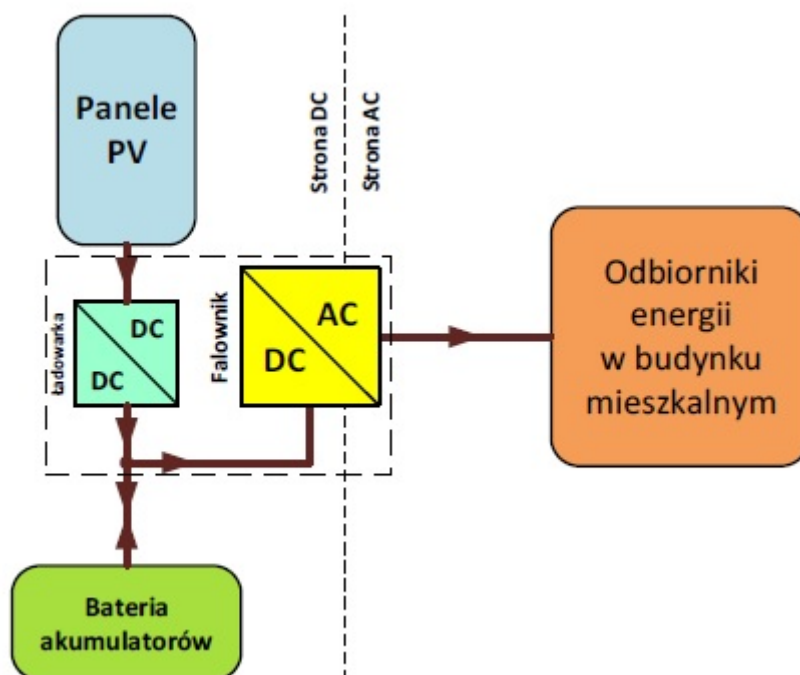 Panele
PV
Strona DC
Strona AC
Ładowarka
DC
DC
Falownik
AC
DC
Odbiorniki
energii
w budynku
mieszkalnym
Bateria
akumulatorów